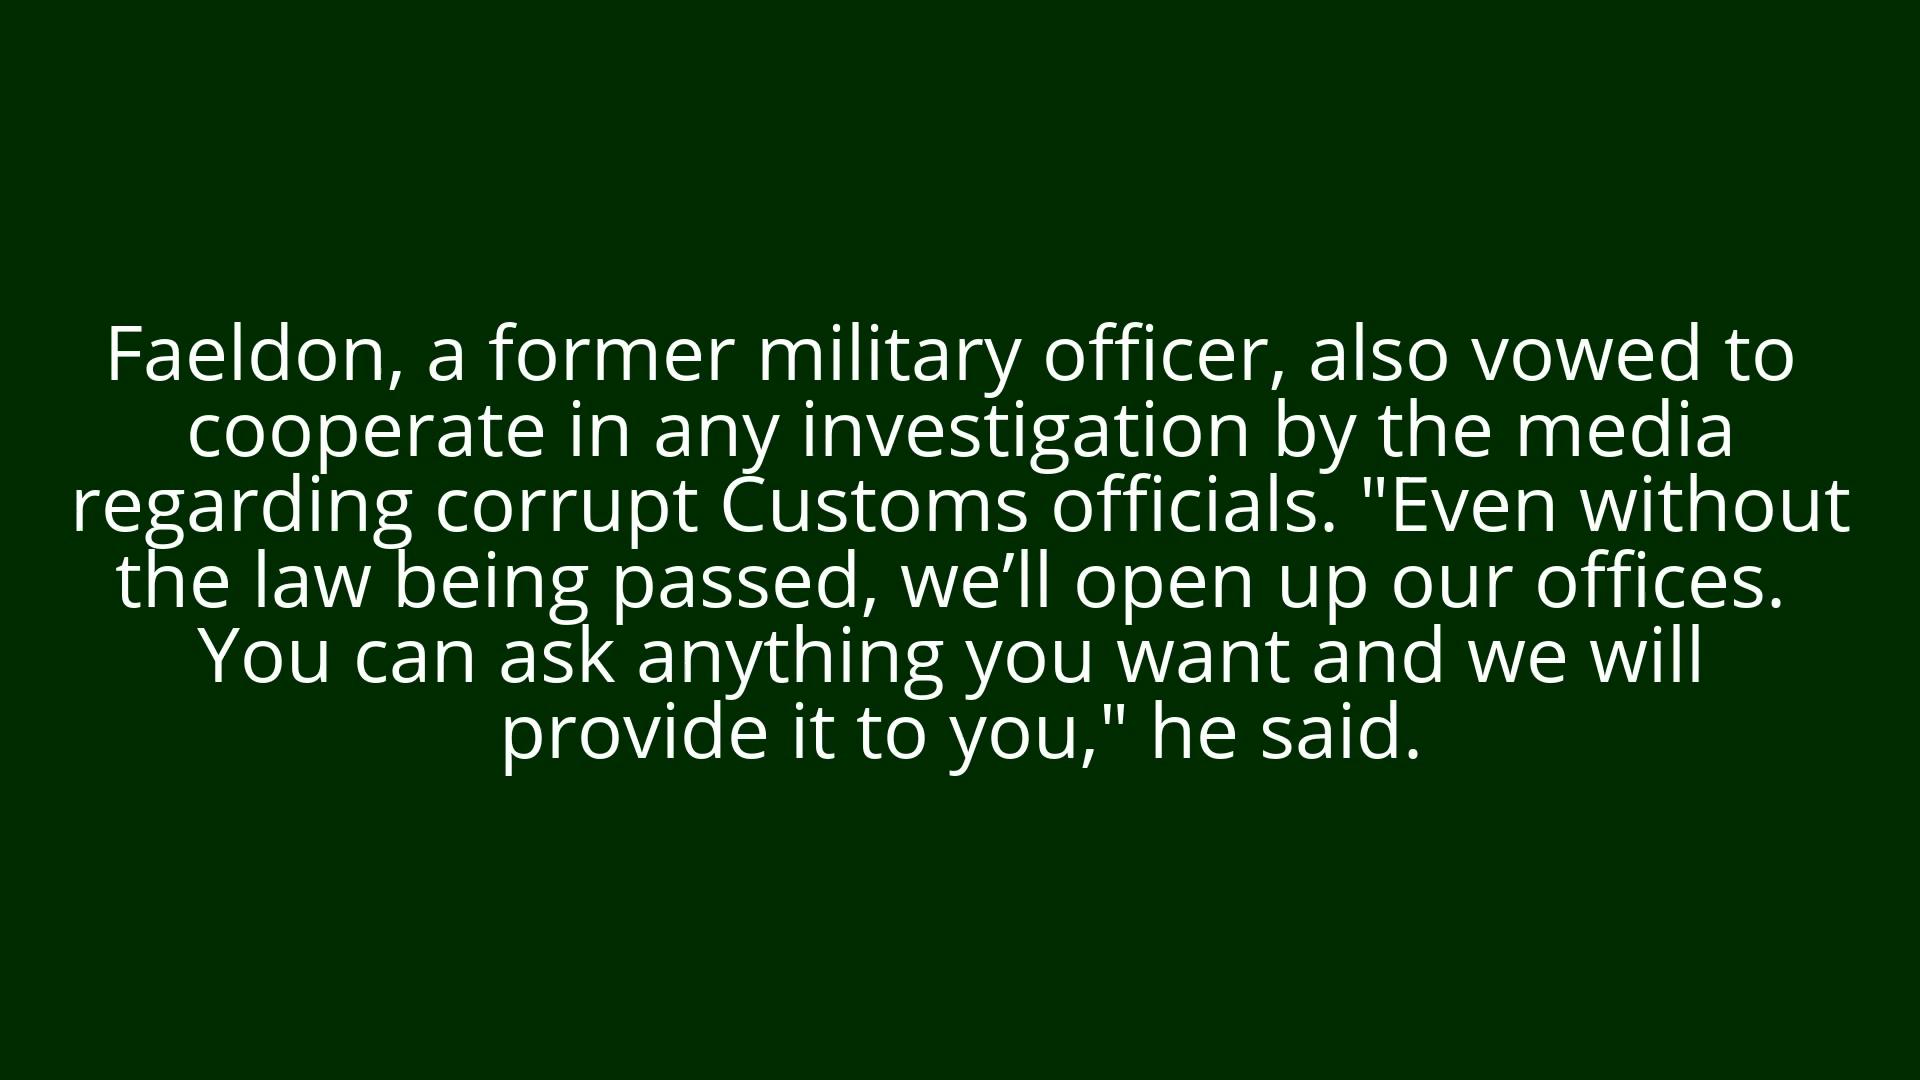 Faeldon, a former military officer, also vowed to
cooperate in any investigation by the media
regarding corrupt Customs officials. "Even without
the law being passed, we’ll open up our offices.
You can ask anything you want and we will
provide it to you," he said.